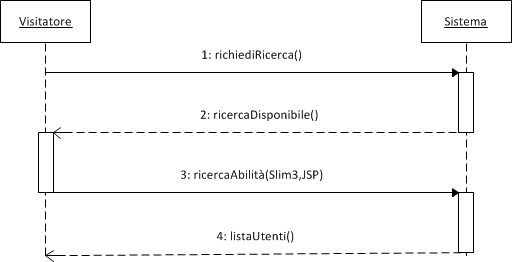 Visitatore
Sistema
1: richiediRicerca()
2: ricercaDisponibile()
3: ricercaAbilità(Slim3,JSP)
4: listaUtenti()